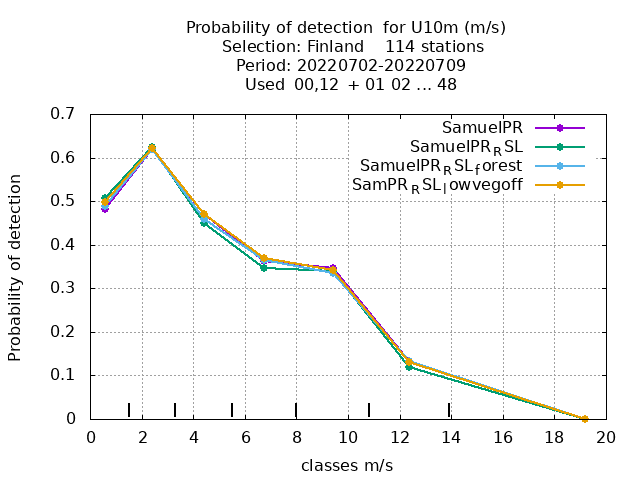 Probability of detection  for U10m (m/s)
Selection: Finland    114 stations
Period: 20220702-20220709
Used  00,12  + 01 02 ... 48
SamuelPR
SamuelPR_RSL
SamuelPR_RSL_forest
SamPR_RSL_lowvegoff
Probability of detection
0.7
0.6
0.5
0.4
0.3
0.2
0.1
0
0 2 4 6 8 10 12 14 16 18 20
classes m/s